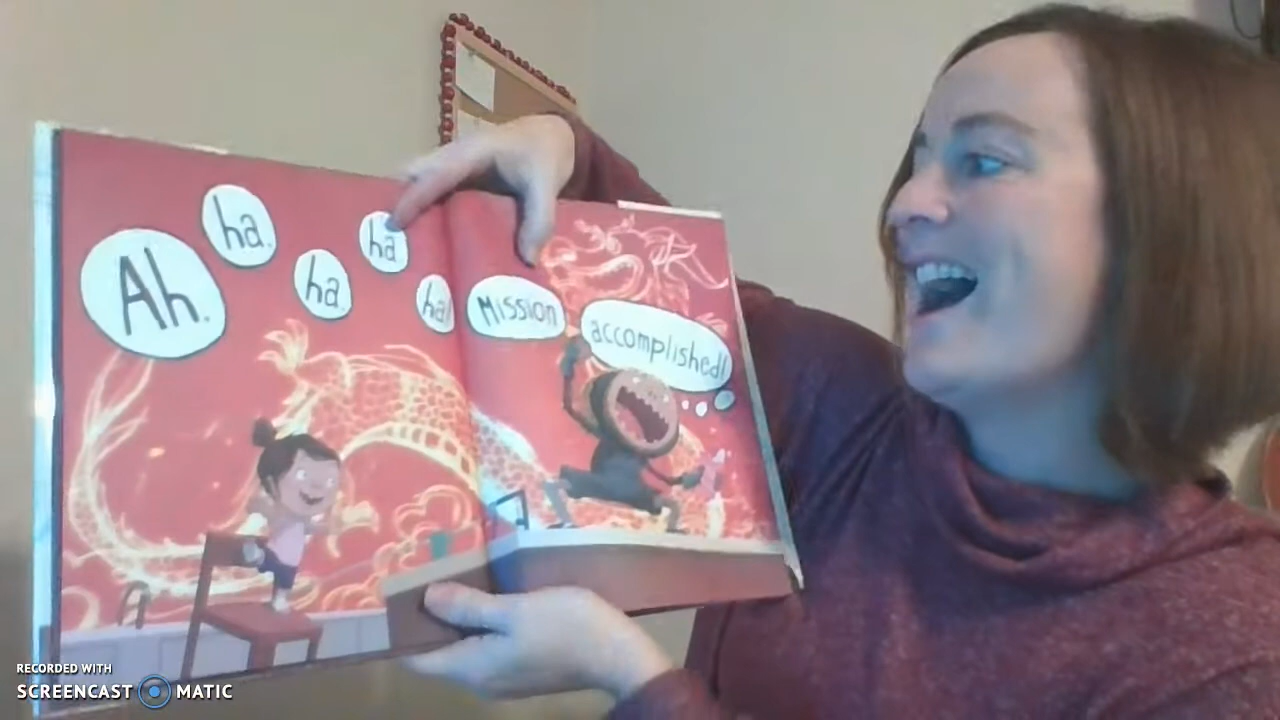 Ah.
ha.
ha.
ha
ha!
Mission
accomplished!
RECORDED WITH
SCREENCAST MATIC